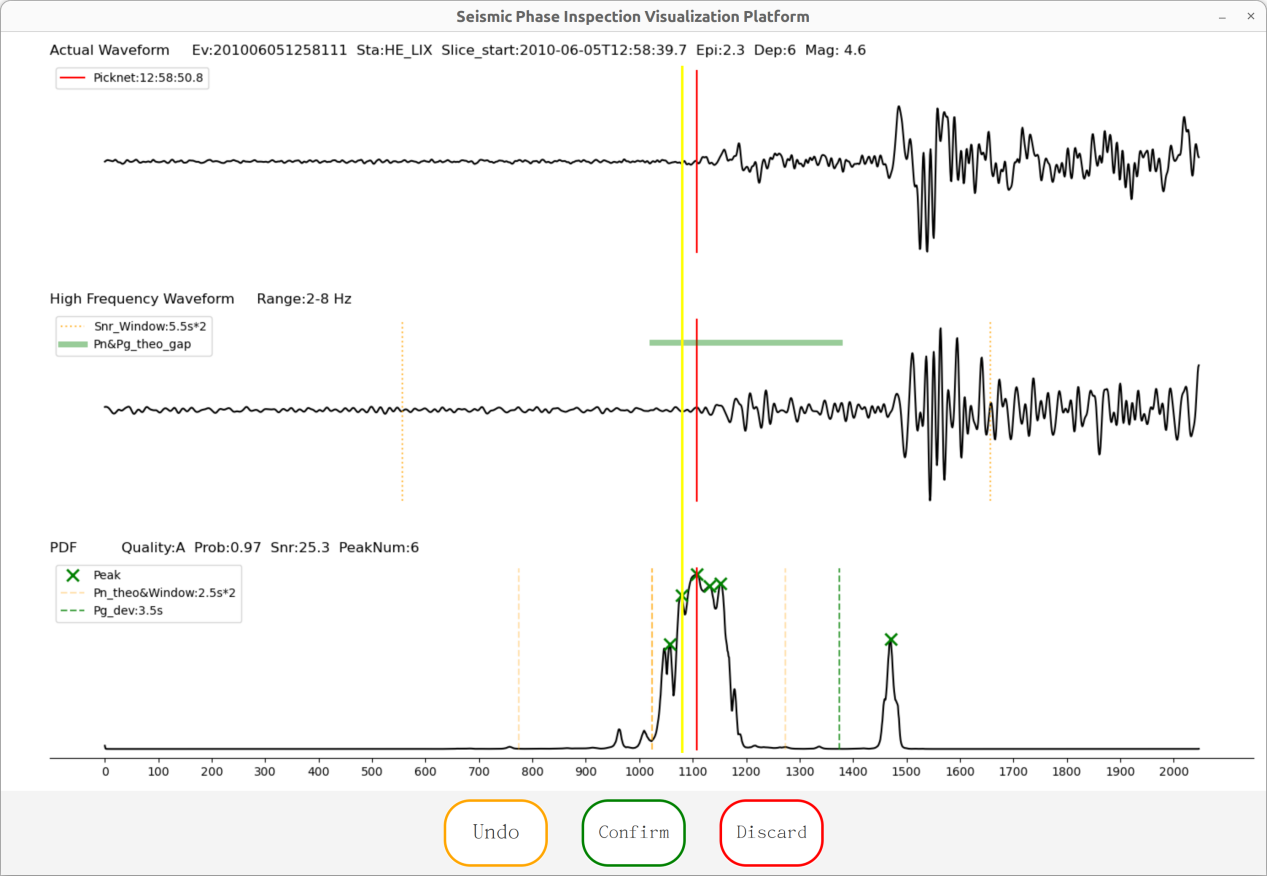 Seismic Phase Inspection Visualization Platform
Actual Waveform Ev:201006051258111 Sta:HE_LIX Slice_start:2010-06-05T12:58:39.7 Epi:2.3 Dep:6 Mag: 4.6
Picknet:12:58:50.8
High Frequency Waveform Range:2-8 Hz
Snr_Window:5.5s*2
Pn&Pg_theo_gap
PDF Quality:A Prob:0.97 Snr:25.3 PeakNum:6
Peak
Pn_theo&Window:2.5s*2
Pg_dev:3.5s
0 100 200 300 400 500 600 700 800 900 1000 1100 1200 1300 1400 1500 1600 1700 1800 1900 2000
Undo Confirm Discard